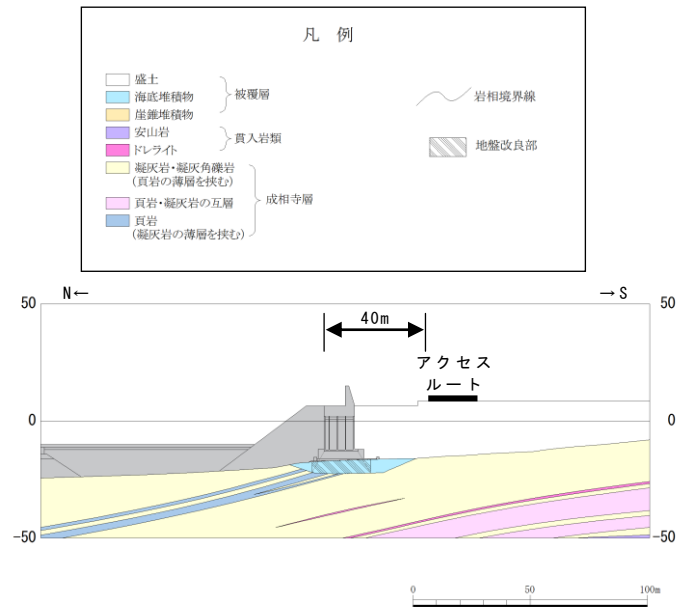 凡 例
盛土
海底堆積物
崖錐堆積物
被覆層
安山岩
ドレライト
貫入岩類
凝灰岩・凝灰角礫岩
(頁岩の薄層を挟む)
頁岩・凝灰岩の互層
頁岩
(凝灰岩の薄層を挟む)
成相寺層
岩相境界線
地盤改良部
N←
→S
50
50
40m
アクセス
ルート
0
0
-50
-50
0
50
100m